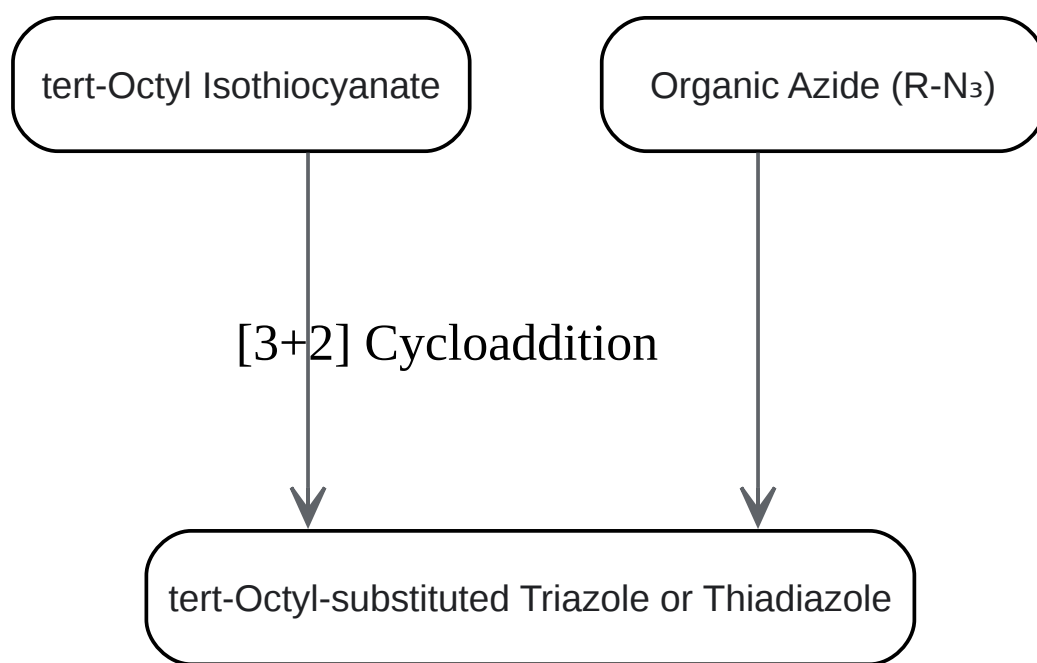 tert-Octyl Isothiocyanate
Organic Azide (R-N₃)
[3+2] Cycloaddition
tert-Octyl-substituted Triazole or Thiadiazole